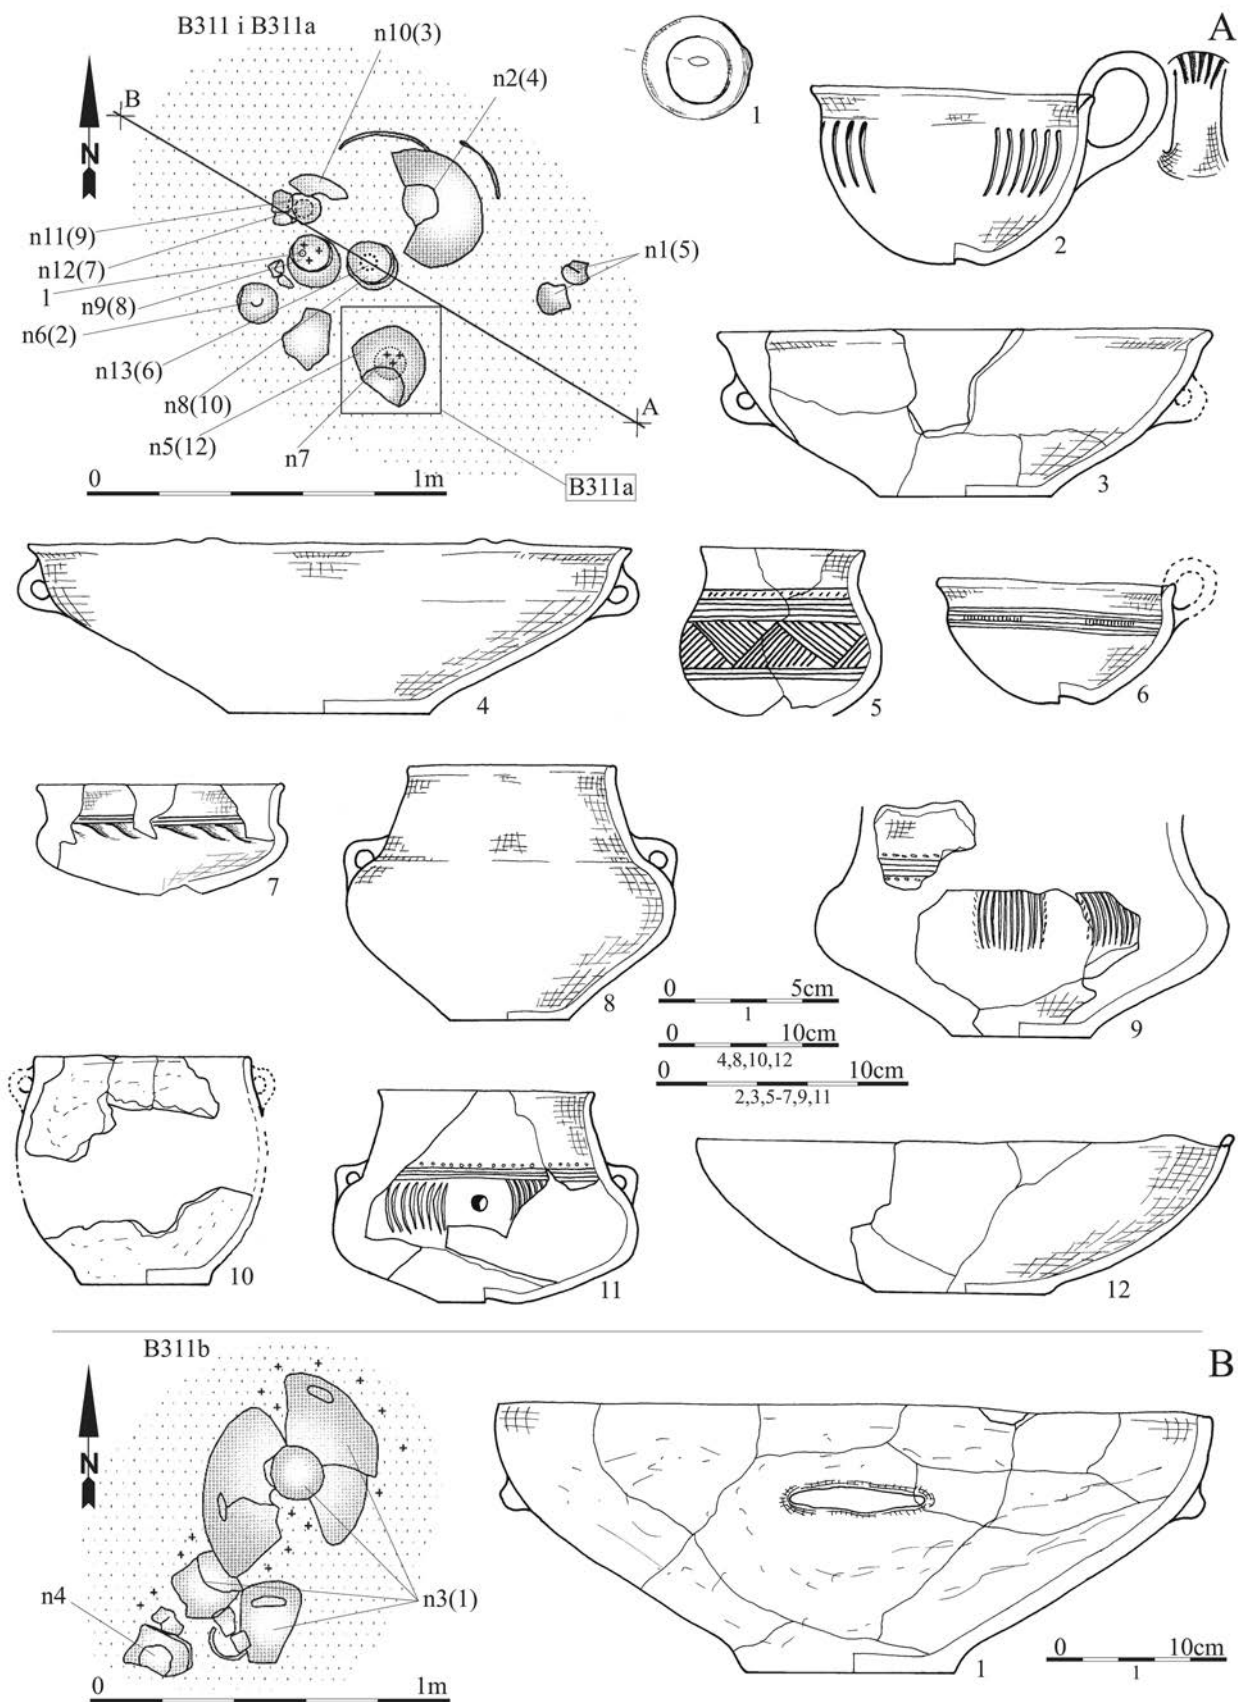 A
B311 i B311a
n10(3)
n2(4)
B
N
n11(9)
n12(7)
1
n9(8)
n6(2)
n13(6)
n8(10)
n5(12)
n7
n1(5)
A
B311a
0 1m
1
2
3
4
5
6
7
8
9
0 5cm
1
0 10cm
4,8,10,12
0 10cm
2,3,5-7,9,11
10
11
12
B
B311b
N
n4
n3(1)
0 1m
1
0 10cm
1